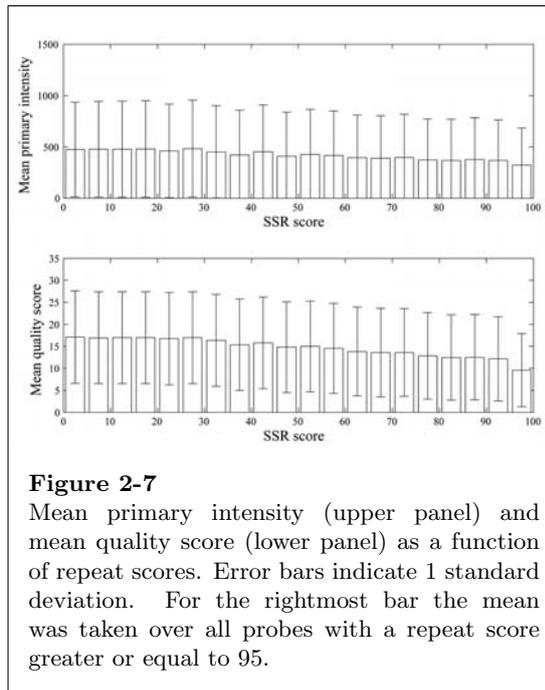 1500
1000
500
0
Mean primary intensity
0 10 20 30 40 50 60 70 80 90 100
SSR score
35
30
25
20
15
10
5
0
Mean quality score
0 10 20 30 40 50 60 70 80 90 100
SSR score
Figure 2-7
Mean primary intensity (upper panel) and
mean quality score (lower panel) as a function
of repeat scores. Error bars indicate 1 standard
deviation. For the rightmost bar the mean
was taken over all probes with a repeat score
greater or equal to 95.